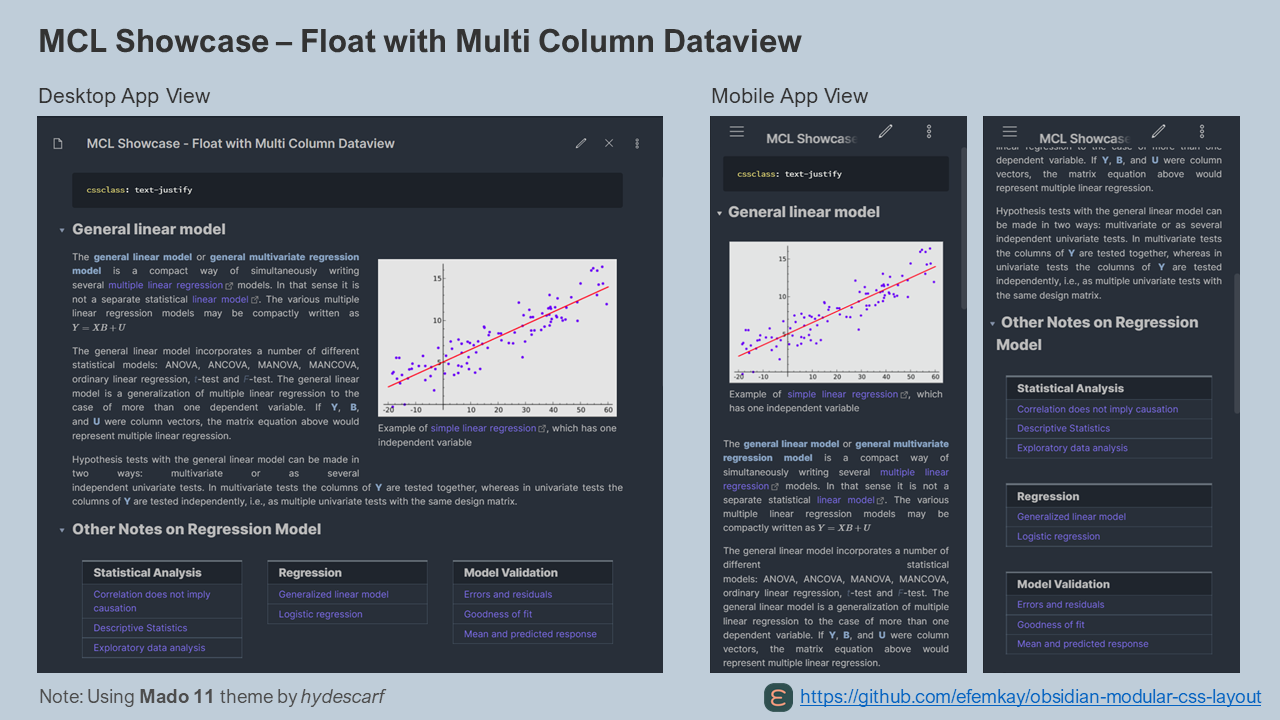 MCL Showcase – Float with Multi Column Dataview
Desktop App View
MCL Showcase - Float with Multi Column Dataview
cssclass: text-justify
General linear model
The general linear model or general multivariate regression
model is a compact way of simultaneously writing
several multiple linear regression models. In that sense it is
not a separate statistical linear model. The various multiple
linear regression models may be compactly written as
Y = XB + U
The general linear model incorporates a number of different
statistical models: ANOVA, ANCOVA, MANOVA, MANCOVA,
ordinary linear regression, t-test and F-test. The general linear
model is a generalization of multiple linear regression to the
case of more than one dependent variable. If Y, B,
and U were column vectors, the matrix equation above would
represent multiple linear regression.
Hypothesis tests with the general linear model can be made in
two ways: multivariate or as several
independent univariate tests. In multivariate tests the columns of Y are tested together, whereas in univariate tests the
columns of Y are tested independently, i.e., as multiple univariate tests with the same design matrix.
15
10
5
-20 -10 10 20 30 40 50 60
Example of simple linear regression, which has one
independent variable
Other Notes on Regression Model
Statistical Analysis
Correlation does not imply
causation
Descriptive Statistics
Exploratory data analysis
Regression
Generalized linear model
Logistic regression
Model Validation
Errors and residuals
Goodness of fit
Mean and predicted response
Mobile App View
MCL Showcase
cssclass: text-justify
General linear model
15
10
5
-20 -10 10 20 30 40 50 60
Example of simple linear regression, which
has one independent variable
The general linear model or general multivariate
regression model is a compact way of
simultaneously writing several multiple linear
regression models. In that sense it is not a
separate statistical linear model. The various
multiple linear regression models may be
compactly written as Y = XB + U
The general linear model incorporates a number of
different statistical
models: ANOVA, ANCOVA, MANOVA, MANCOVA,
ordinary linear regression, t-test and F-test. The
general linear model is a generalization of multiple
linear regression to the case of more than one
dependent variable. If Y, B, and U were column
vectors, the matrix equation above would
represent multiple linear regression.
MCL Showcas
linear regression to the case of more than one
dependent variable. If Y, B, and U were column
vectors, the matrix equation above would
represent multiple linear regression.
Hypothesis tests with the general linear model can
be made in two ways: multivariate or as several
independent univariate tests. In multivariate tests
the columns of Y are tested together, whereas in
univariate tests the columns of Y are tested
independently, i.e., as multiple univariate tests with
the same design matrix.
Other Notes on Regression
Model
Statistical Analysis
Correlation does not imply causation
Descriptive Statistics
Exploratory data analysis
Regression
Generalized linear model
Logistic regression
Model Validation
Errors and residuals
Goodness of fit
Mean and predicted response
Note: Using Mado 11 theme by hydescarf
https://github.com/efemkay/obsidian-modular-css-layout